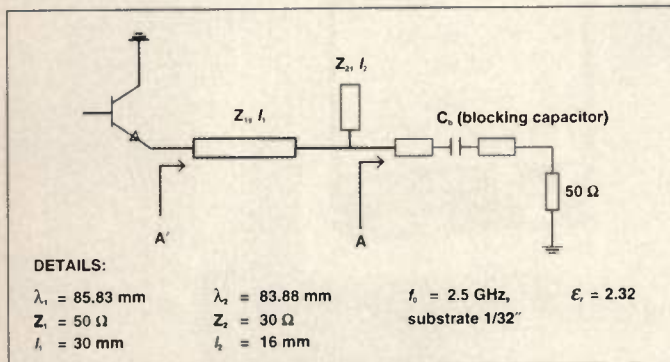 Z₂, l₂
Z₁, l₁
C_b (blocking capacitor)
50 Ω
A'
A
DETAILS:
λ₁ = 85.83 mm λ₂ = 83.88 mm f₀ = 2.5 GHz, Ɛᵣ = 2.32
Z₁ = 50 Ω Z₂ = 30 Ω substrate 1/32"
l₁ = 30 mm l₂ = 16 mm